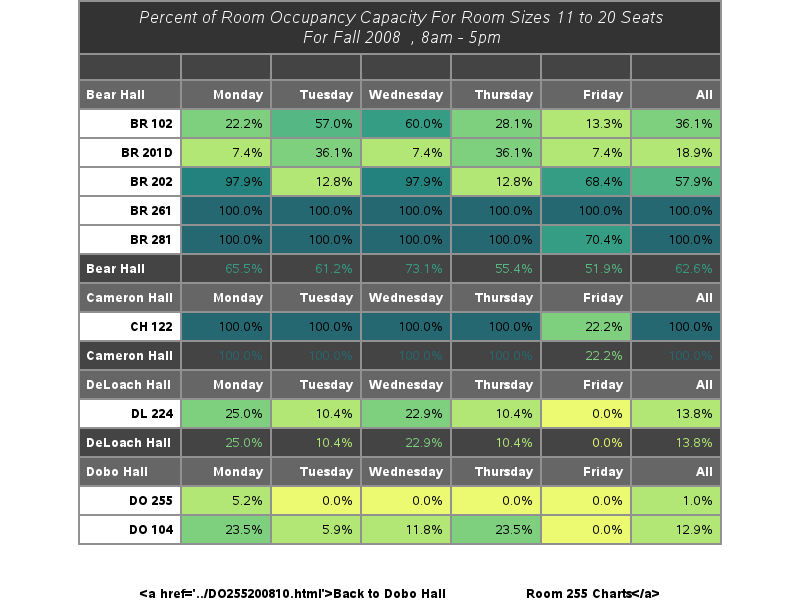 Percent of Room Occupancy Capacity For Room Sizes 11 to 20 Seats
For Fall 2008 , 8am - 5pm
Bear Hall Monday Tuesday Wednesday Thursday Friday All
BR 102 22.2% 57.0% 60.0% 28.1% 13.3% 36.1%
BR 201D 7.4% 36.1% 7.4% 36.1% 7.4% 18.9%
BR 202 97.9% 12.8% 97.9% 12.8% 68.4% 57.9%
BR 261 100.0% 100.0% 100.0% 100.0% 100.0% 100.0%
BR 281 100.0% 100.0% 100.0% 100.0% 70.4% 100.0%
Bear Hall 65.5% 61.2% 73.1% 55.4% 51.9% 62.6%
Cameron Hall Monday Tuesday Wednesday Thursday Friday All
CH 122 100.0% 100.0% 100.0% 100.0% 22.2% 100.0%
Cameron Hall 100.0% 100.0% 100.0% 100.0% 22.2% 100.0%
DeLoach Hall Monday Tuesday Wednesday Thursday Friday All
DL 224 25.0% 10.4% 22.9% 10.4% 0.0% 13.8%
DeLoach Hall 25.0% 10.4% 22.9% 10.4% 0.0% 13.8%
Dobo Hall Monday Tuesday Wednesday Thursday Friday All
DO 255 5.2% 0.0% 0.0% 0.0% 0.0% 1.0%
DO 104 23.5% 5.9% 11.8% 23.5% 0.0% 12.9%
<a href='../DO255200810.html'>Back to Dobo Hall Room 255 Charts</a>